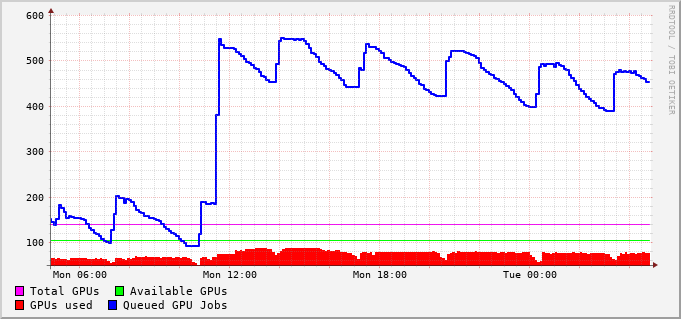 600
500
400
300
200
100
Mon 06:00 Mon 12:00 Mon 18:00 Tue 00:00
Total GPUs Available GPUs
GPUs used Queued GPU Jobs
RRDTOOL / TOBI OETIKER